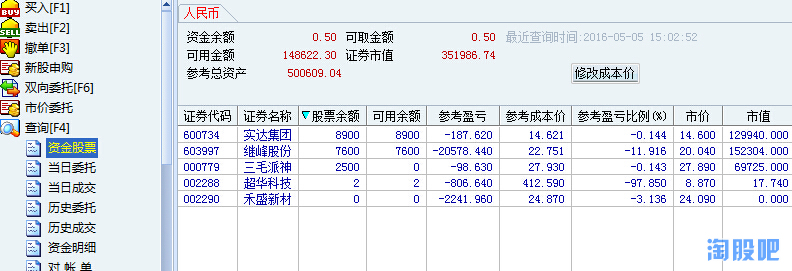 买入[F1]
卖出[F2]
撤单[F3]
新股申购
双向委托[F6]
市价委托
查询[F4]
资金股票
当日委托
当日成交
历史委托
历史成交
资金明细
对 帐 单
人民币
资金余额 0.50 可取金额 0.50 最近查询时间:2016-05-05 15:02:52
可用金额 148622.30 证券市值 351986.74
参考总资产 500609.04 修改成本价
证券代码 证券名称 股票余额 可用余额 参考盈亏 参考成本价 参考盈亏比例(%) 市价 市值
600734 实达集团 8900 8900 -187.620 14.621 -0.144 14.600 129940.000
603997 继峰股份 7600 7600 -20578.440 22.751 -11.916 20.040 152304.000
000779 三毛派神 2500 0 -98.630 27.930 -0.143 27.890 69725.000
002288 超华科技 2 2 -806.640 412.590 -97.850 8.870 17.740
002290 禾盛新材 0 0 -2241.960 24.870 -3.136 24.090 0.000
淘股吧